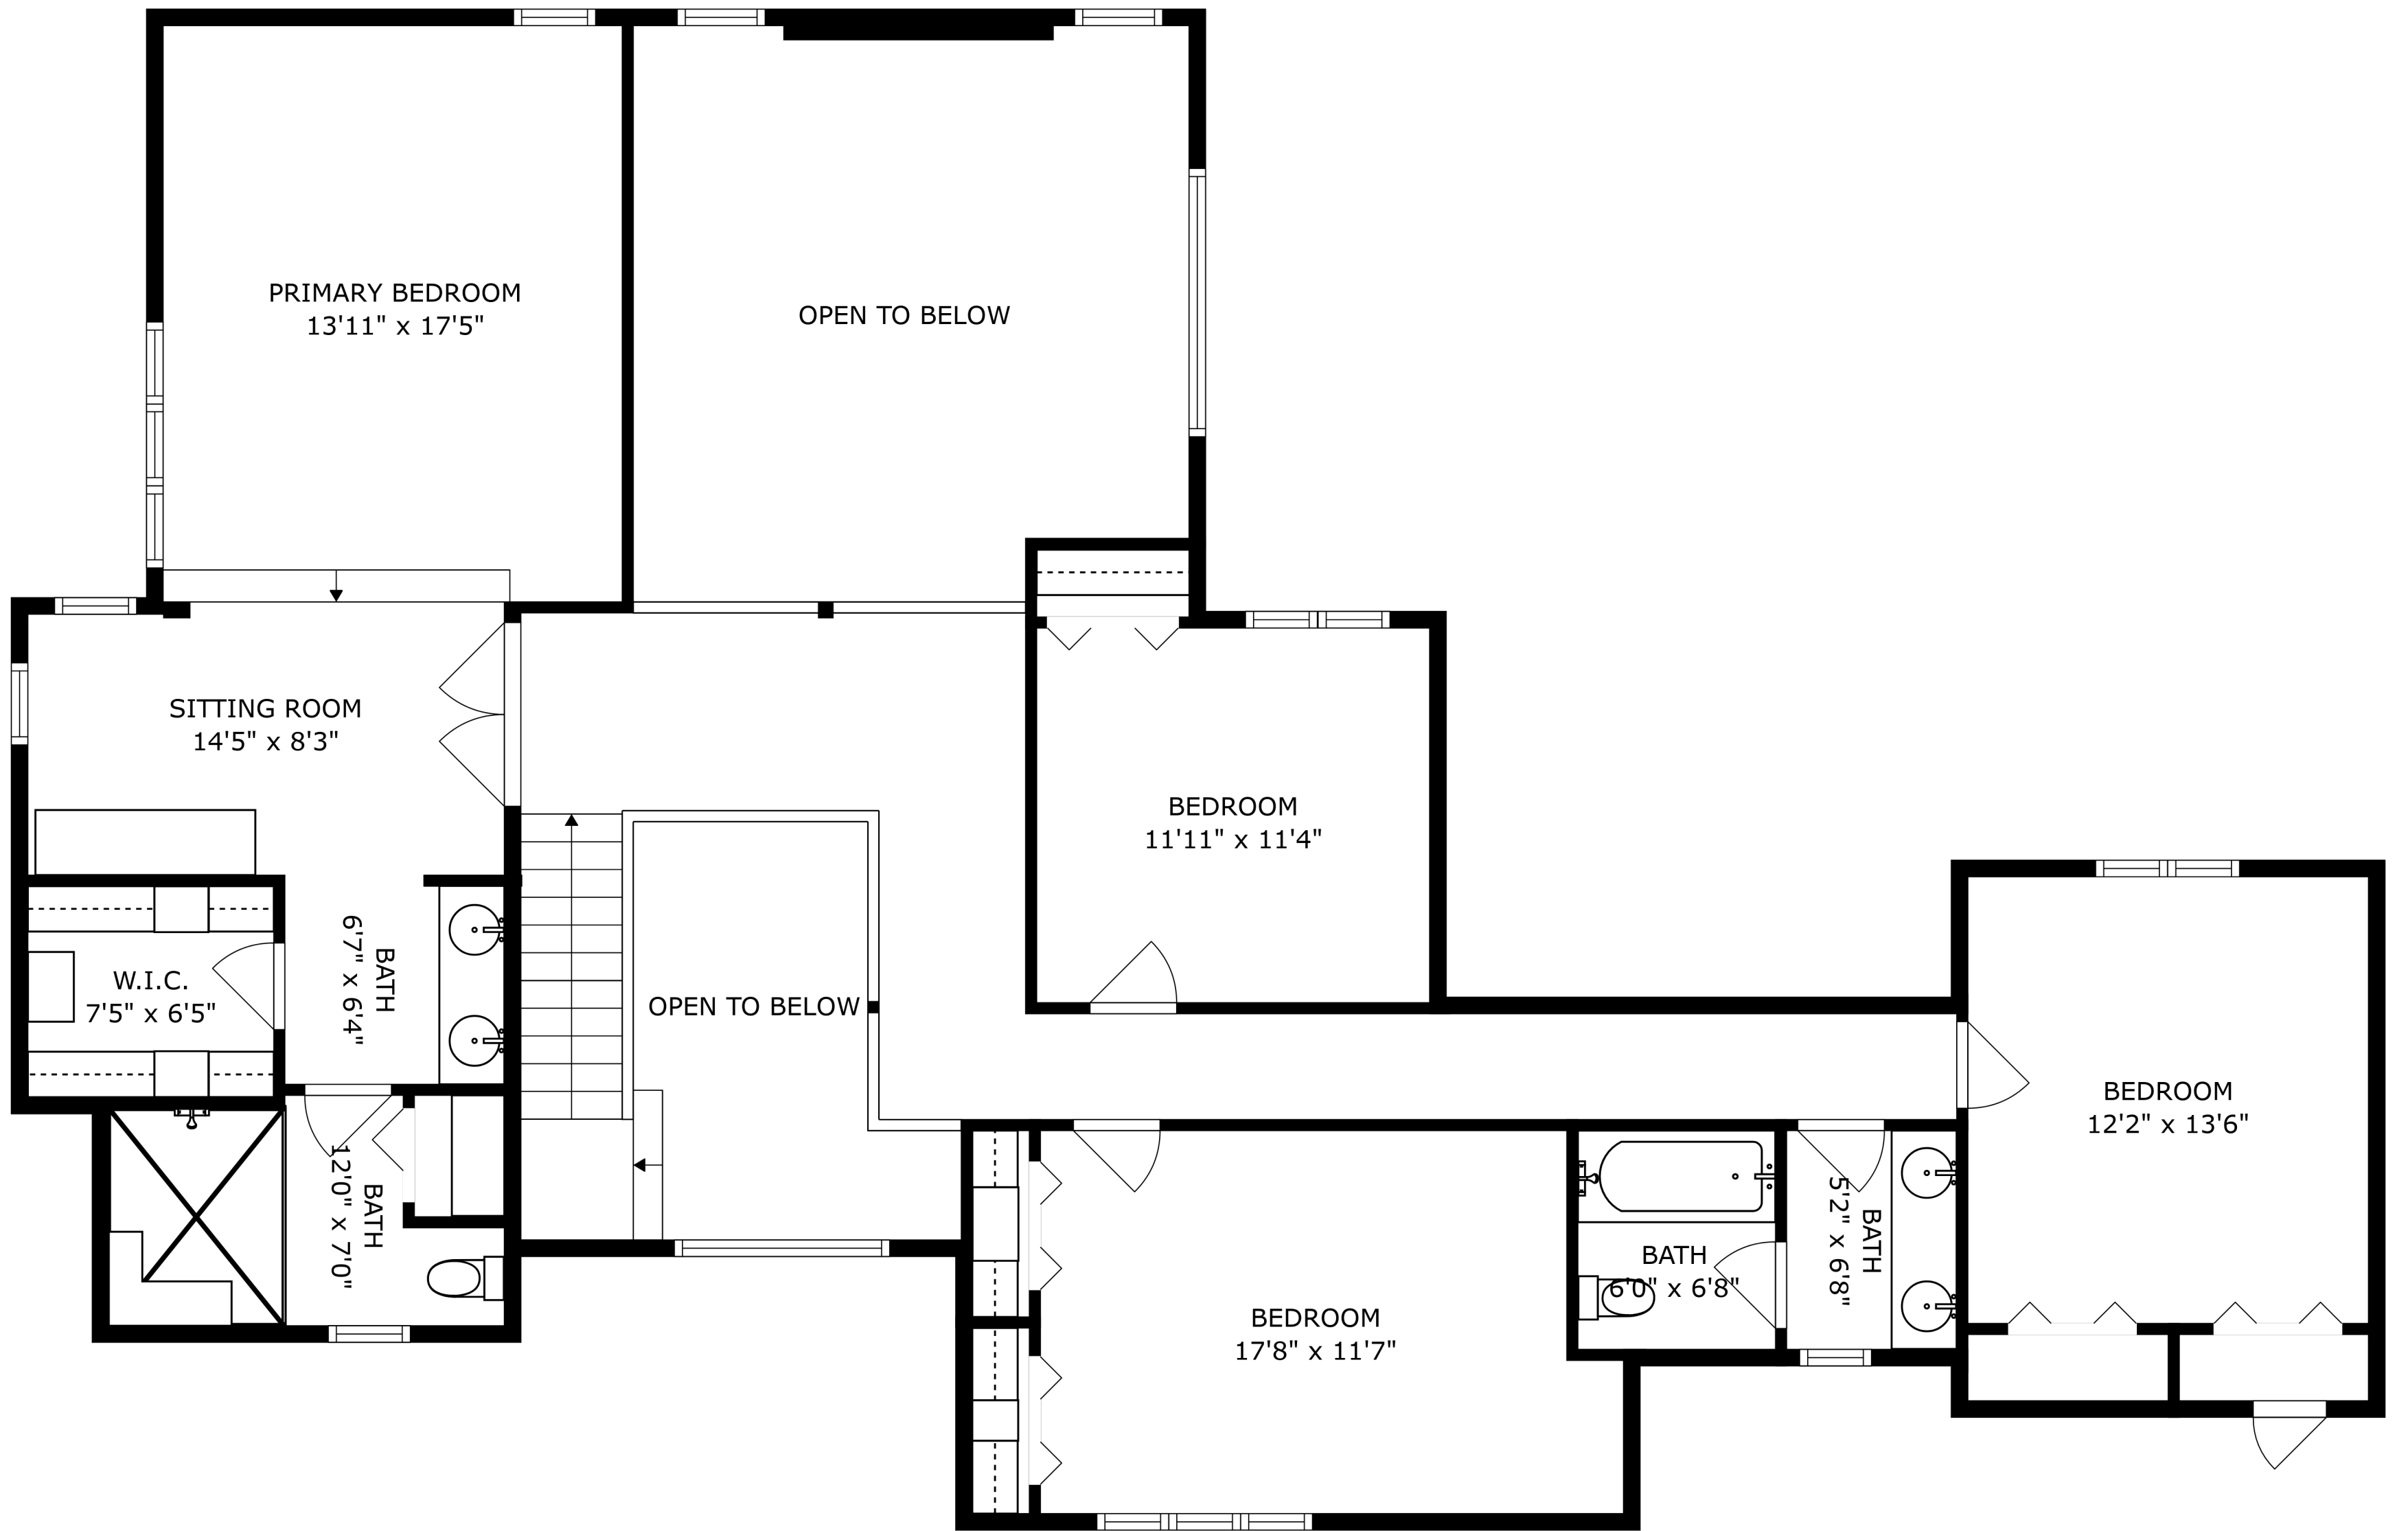 PRIMARY BEDROOM
13'11" x 17'5"
OPEN TO BELOW
SITTING ROOM
14'5" x 8'3"
BEDROOM
11'11" x 11'4"
W.I.C.
7'5" x 6'5"
BATH
6'7" x 6'4"
OPEN TO BELOW
BEDROOM
12'2" x 13'6"
BATH
12'0" x 7'0"
BATH
6'0" x 6'8"
BATH
5'2" x 6'8"
BEDROOM
17'8" x 11'7"